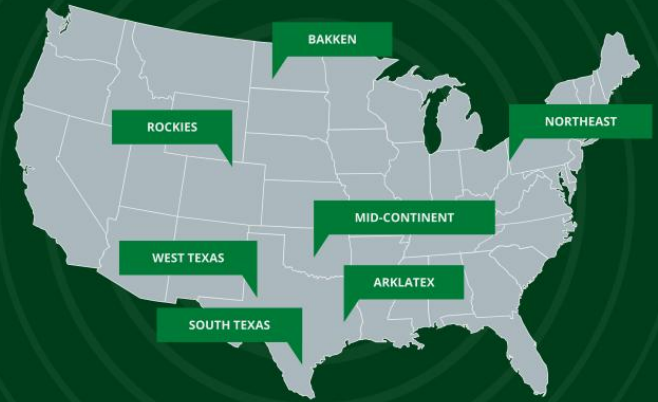 BAKKEN
NORTHEAST
ROCKIES
MID-CONTINENT
WEST TEXAS
ARKLATEX
SOUTH TEXAS